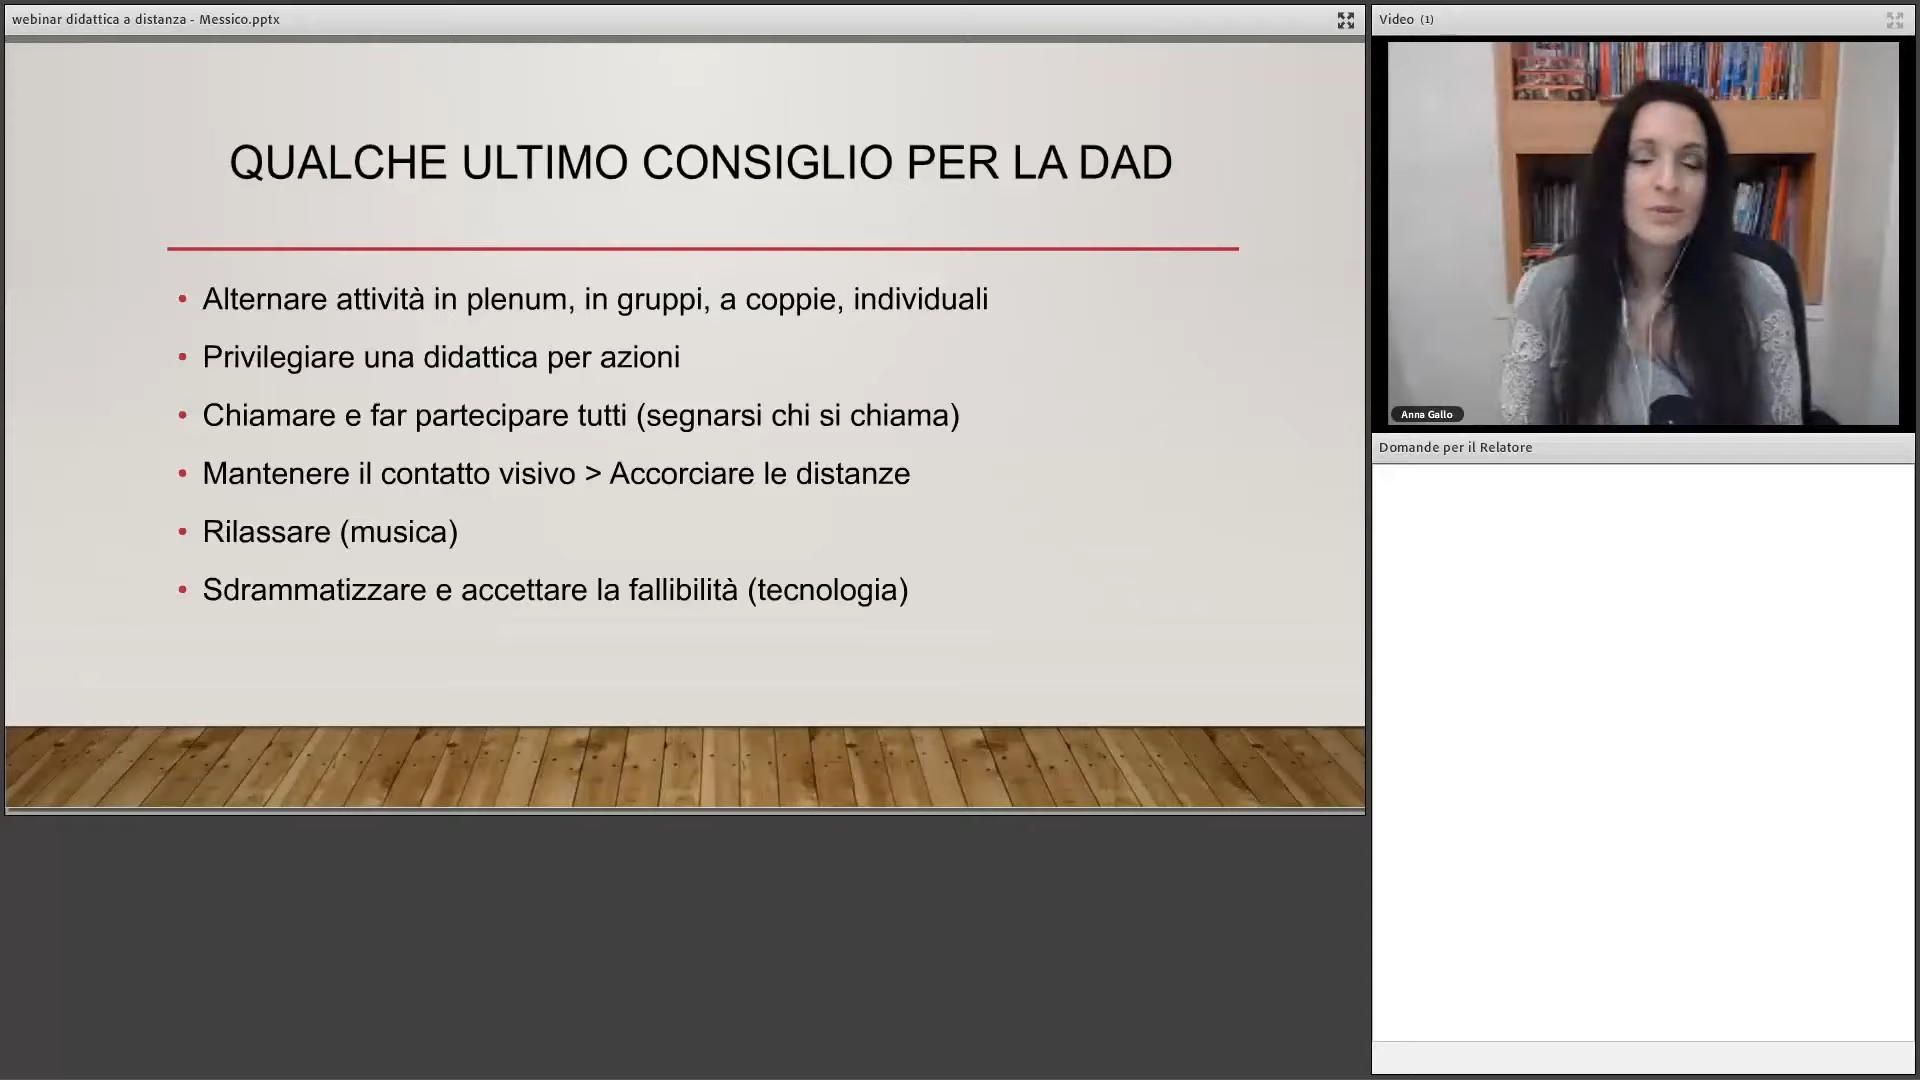 webinar didattica a distanza - Messico.pptx
QUALCHE ULTIMO CONSIGLIO PER LA DAD
• Alternare attività in plenum, in gruppi, a coppie, individuali
• Privilegiare una didattica per azioni
• Chiamare e far partecipare tutti (segnarsi chi si chiama)
• Mantenere il contatto visivo > Accorciare le distanze
• Rilassare (musica)
• Sdrammatizzare e accettare la fallibilità (tecnologia)
Video (1)
Anna Gallo
Domande per il Relatore